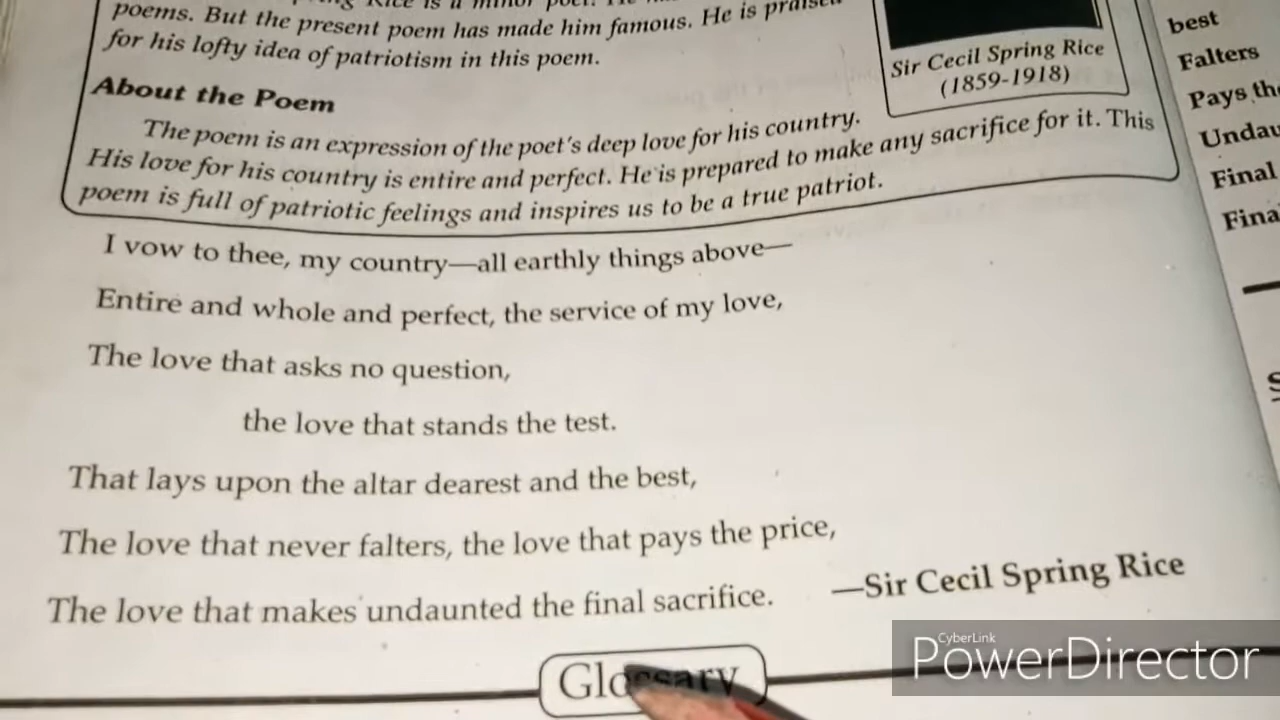 Rice is a minor poet. He
poems. But the present poem has made him famous. He is praised
for his lofty idea of patriotism in this poem.
Sir Cecil Spring Rice
(1859-1918)
About the Poem
The poem is an expression of the poet's deep love for his country.
His love for his country is entire and perfect. He is prepared to make any sacrifice for it. This
poem is full of patriotic feelings and inspires us to be a true patriot.
I vow to thee, my country—all earthly things above—
Entire and whole and perfect, the service of my love,
The love that asks no question,
the love that stands the test.
That lays upon the altar dearest and the best,
The love that never falters, the love that pays the price,
The love that makes undaunted the final sacrifice.
—Sir Cecil Spring Rice
Glossary
best
Falters
Pays the
Undau
Final
Fina
CyberLink
PowerDirector